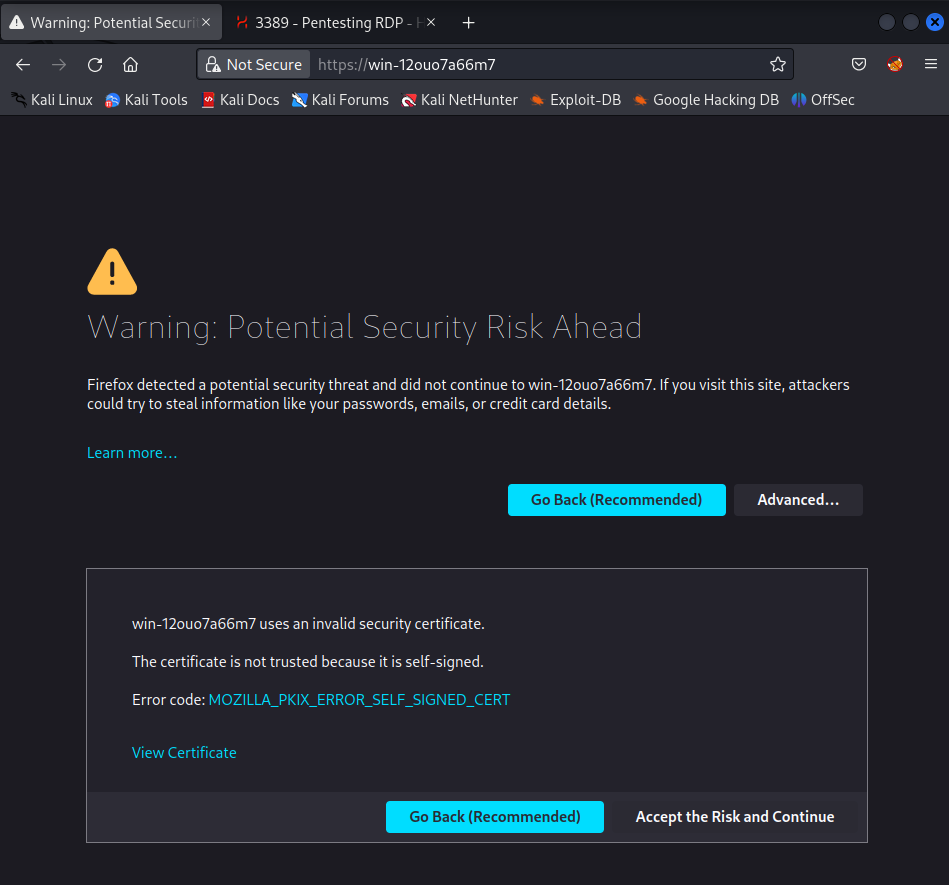 Warning: Potential Securi
3389 - Pentesting RDP - H
Not Secure https://win-12ouo7a66m7
Kali Linux Kali Tools Kali Docs Kali Forums Kali NetHunter Exploit-DB Google Hacking DB OffSec
Warning: Potential Security Risk Ahead
Firefox detected a potential security threat and did not continue to win-12ouo7a66m7. If you visit this site, attackers
could try to steal information like your passwords, emails, or credit card details.
Learn more…
Go Back (Recommended) Advanced…
win-12ouo7a66m7 uses an invalid security certificate.
The certificate is not trusted because it is self-signed.
Error code: MOZILLA_PKIX_ERROR_SELF_SIGNED_CERT
View Certificate
Go Back (Recommended) Accept the Risk and Continue